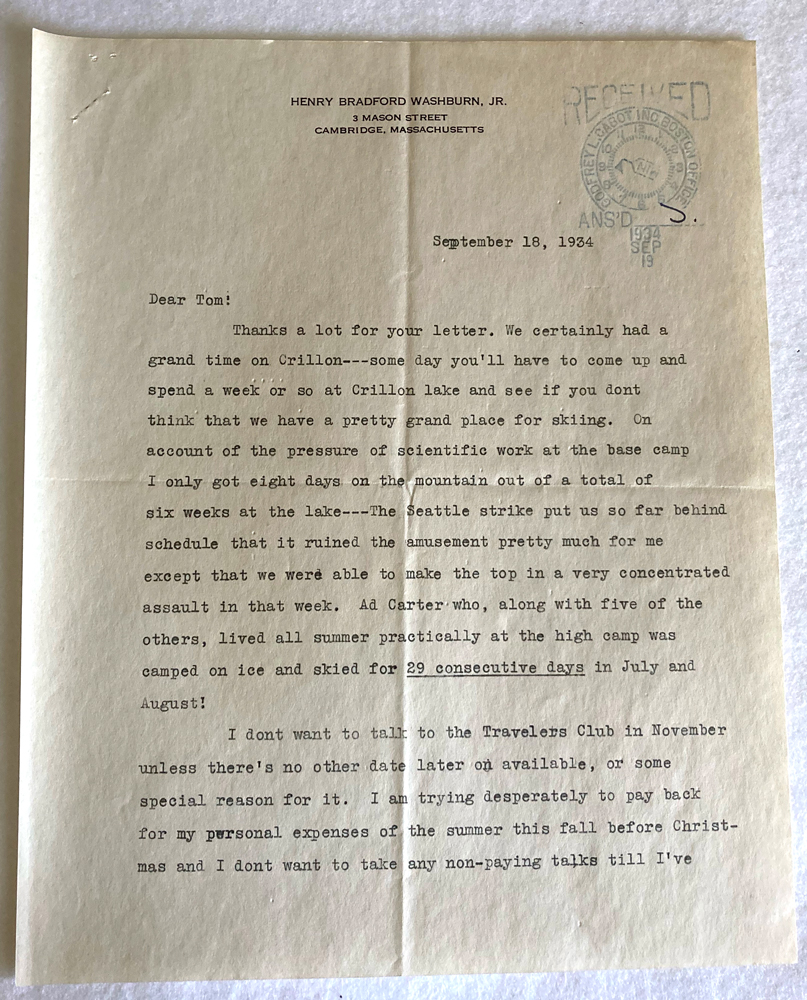 HENRY BRADFORD WASHBURN, JR.
3 MASON STREET
CAMBRIDGE, MASSACHUSETTS
RECEIVED
GODFREY L. CABOT INC. BOSTON OFFICE
ANS'D S.
1934
SEP
19
September 18, 1934
Dear Tom!
Thanks a lot for your letter. We certainly had a
grand time on Crillon---some day you'll have to come up and
spend a week or so at Crillon lake and see if you dont
think that we have a pretty grand place for skiing. On
account of the pressure of scientific work at the base camp
I only got eight days on the mountain out of a total of
six weeks at the lake---The Seattle strike put us so far behind
schedule that it ruined the amusement pretty much for me
except that we were able to make the top in a very concentrated
assault in that week. Ad Carter who, along with five of the
others, lived all summer practically at the high camp was
camped on ice and skied for 29 consecutive days in July and
August!
I dont want to talk to the Travelers Club in November
unless there's no other date later on available, or some
special reason for it. I am trying desperately to pay back
for my personal expenses of the summer this fall before Christ-
mas and I dont want to take any non-paying talks till I've